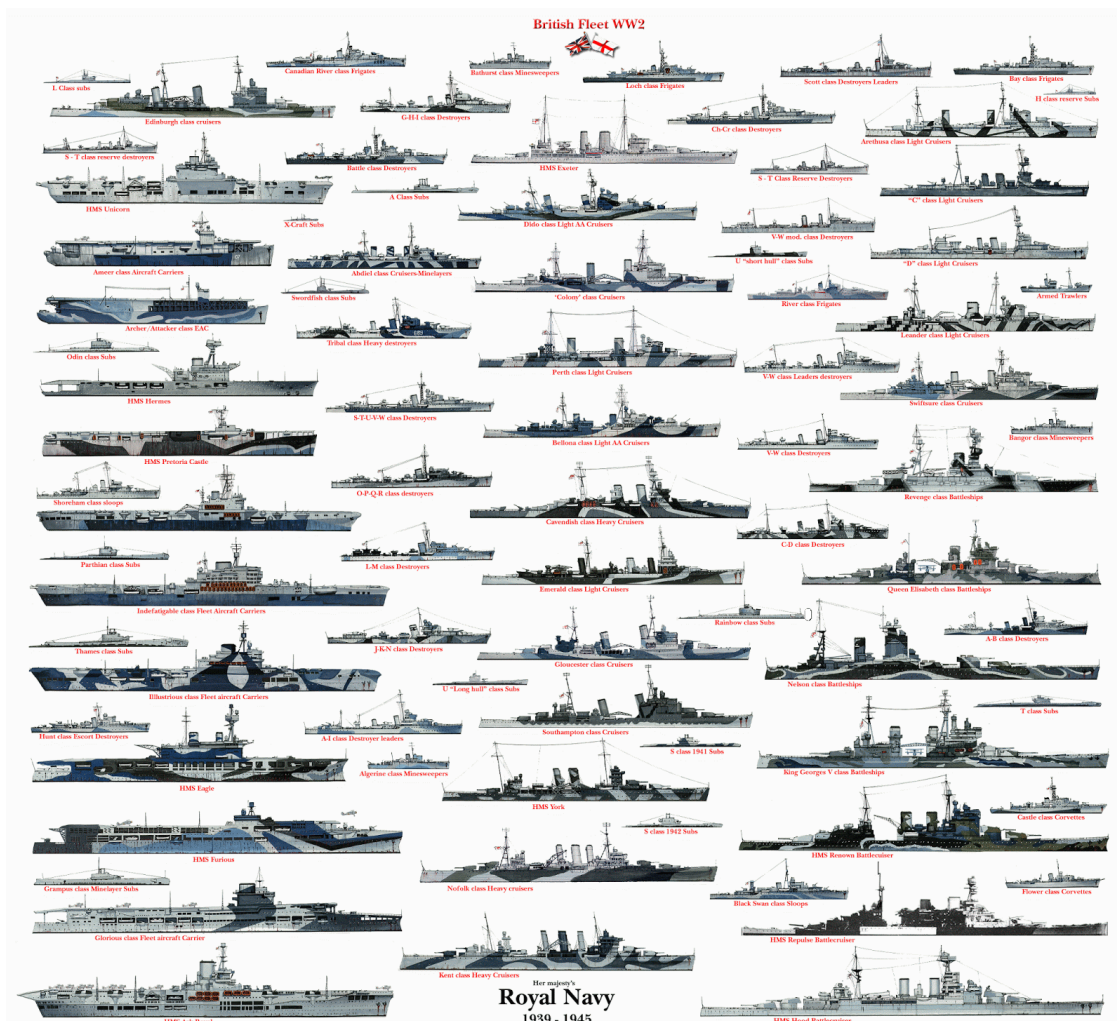 British Fleet WW2
Canadian River class Frigates
Bathurst class Minesweepers
Loch class Frigates
Scott class Destroyers Leaders
Bay class Frigates
L Class subs
H class reserve Subs
Edinburgh class cruisers
G-H-I class Destroyers
Ch-Cr class Destroyers
Arethusa class Light Cruisers
S - T class reserve destroyers
Battle class Destroyers
HMS Exeter
S - T Class Reserve Destroyers
HMS Unicorn
A Class Subs
"C" class Light Cruisers
X-Craft Subs
Dido class Light AA Cruisers
V-W mod. class Destroyers
Ameer class Aircraft Carriers
Abdiel class Cruisers-Minelayers
U "short hull" class Subs
"D" class Light Cruisers
Swordfish class Subs
'Colony' class Cruisers
River class Frigates
Armed Trawlers
Archer/Attacker class EAC
Tribal class Heavy destroyers
Leander class Light Cruisers
Odin class Subs
Perth class Light Cruisers
V-W class Leaders destroyers
HMS Hermes
Swiftsure class Cruisers
S-T-U-V-W class Destroyers
Bellona class Light AA Cruisers
V-W class Destroyers
Bangor class Minesweepers
HMS Pretoria Castle
O-P-Q-R class destroyers
Revenge class Battleships
Shoreham class sloops
Cavendish class Heavy Cruisers
C-D class Destroyers
Parthian class Subs
L-M class Destroyers
Emerald class Light Cruisers
Queen Elisabeth class Battleships
Indefatigable class Fleet Aircraft Carriers
Rainbow class Subs
A-B class Destroyers
Thames class Subs
J-K-N class Destroyers
Gloucester class Cruisers
Nelson class Battleships
Illustrious class Fleet aircraft Carriers
U "Long hull" class Subs
T class Subs
Hunt class Escort Destroyers
A-I class Destroyer leaders
Southampton class Cruisers
S class 1941 Subs
King Georges V class Battleships
Algerine class Minesweepers
HMS Eagle
HMS York
Castle class Corvettes
S class 1942 Subs
HMS Furious
HMS Renown Battlecruiser
Grampus class Minelayer Subs
Nofolk class Heavy cruisers
Black Swan class Sloops
Flower class Corvettes
Glorious class Fleet aircraft Carrier
HMS Repulse Battlecruiser
Kent class Heavy Cruisers
Her majesty's
Royal Navy
1939 - 1945
HMS Hood Battlecruiser